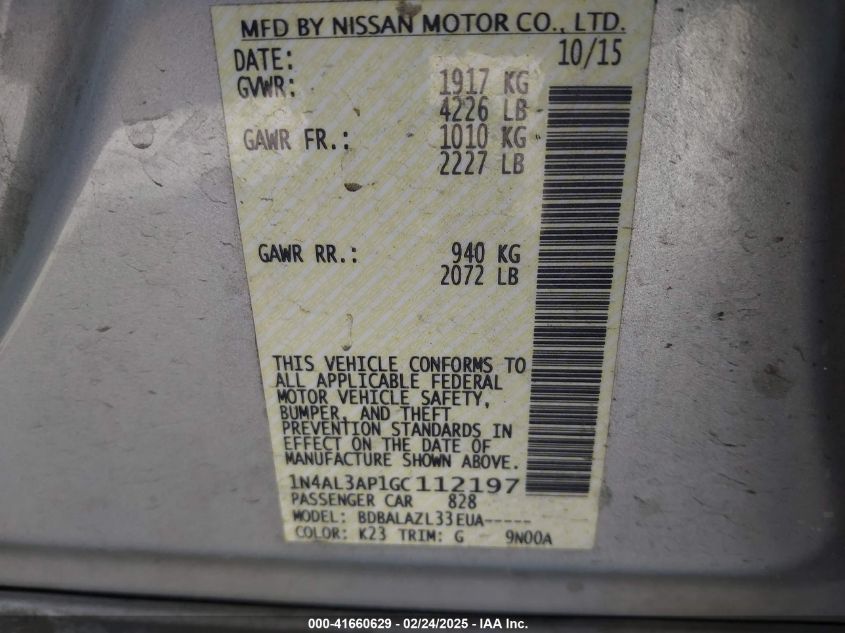 MFD BY NISSAN MOTOR CO., LTD.
DATE: 10/15
GVWR: 1917 KG
4226 LB
GAWR FR.: 1010 KG
2227 LB
GAWR RR.: 940 KG
2072 LB
THIS VEHICLE CONFORMS TO
ALL APPLICABLE FEDERAL
MOTOR VEHICLE SAFETY,
BUMPER, AND THEFT
PREVENTION STANDARDS IN
EFFECT ON THE DATE OF
MANUFACTURE SHOWN ABOVE.
1N4AL3AP1GC112197
PASSENGER CAR 828
MODEL: BDBALAZL33EUA-----
COLOR: K23 TRIM: G 9N00A
000-41660629 - 02/24/2025 - IAA Inc.